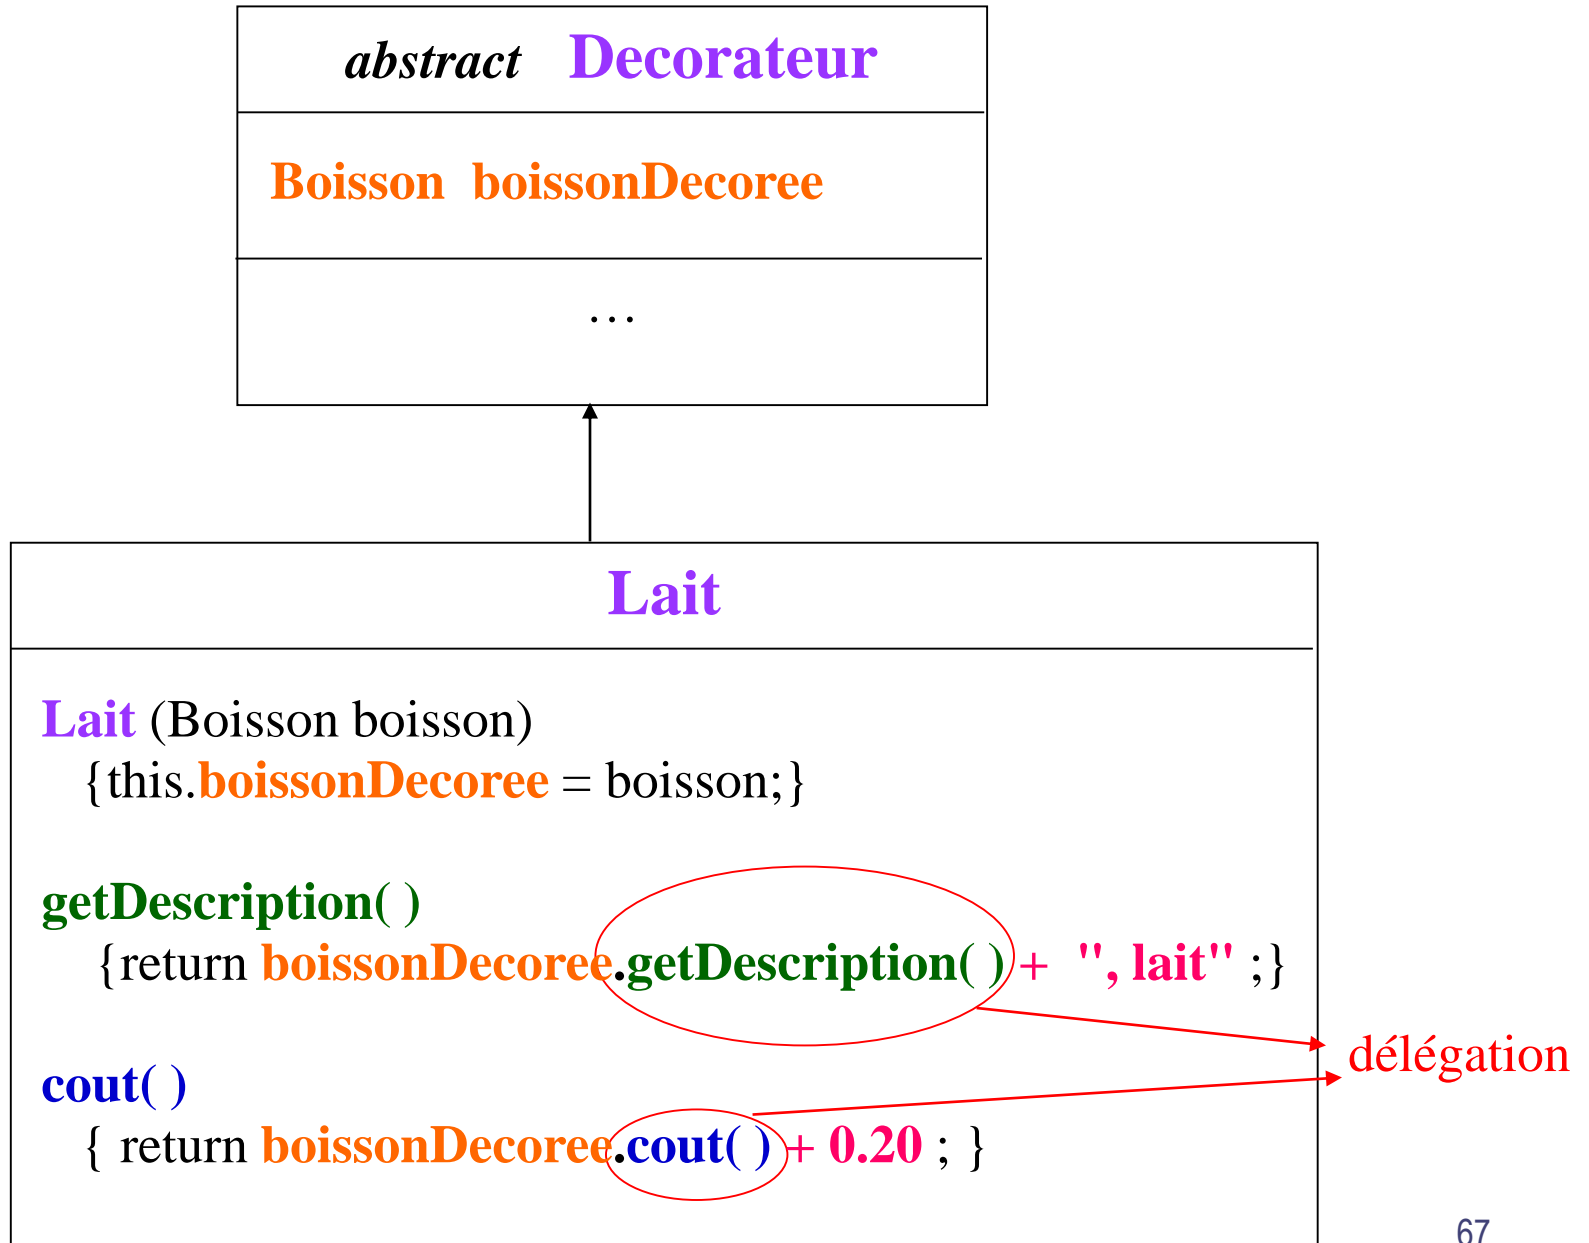 abstract Decorateur
Boisson boissonDecoree
…
Lait
Lait (Boisson boisson)
{this.boissonDecoree = boisson;}
getDescription( )
{return boissonDecoree.getDescription( ) + ", lait" ;}
délégation
cout( )
{ return boissonDecoree.cout( ) + 0.20 ; }
67